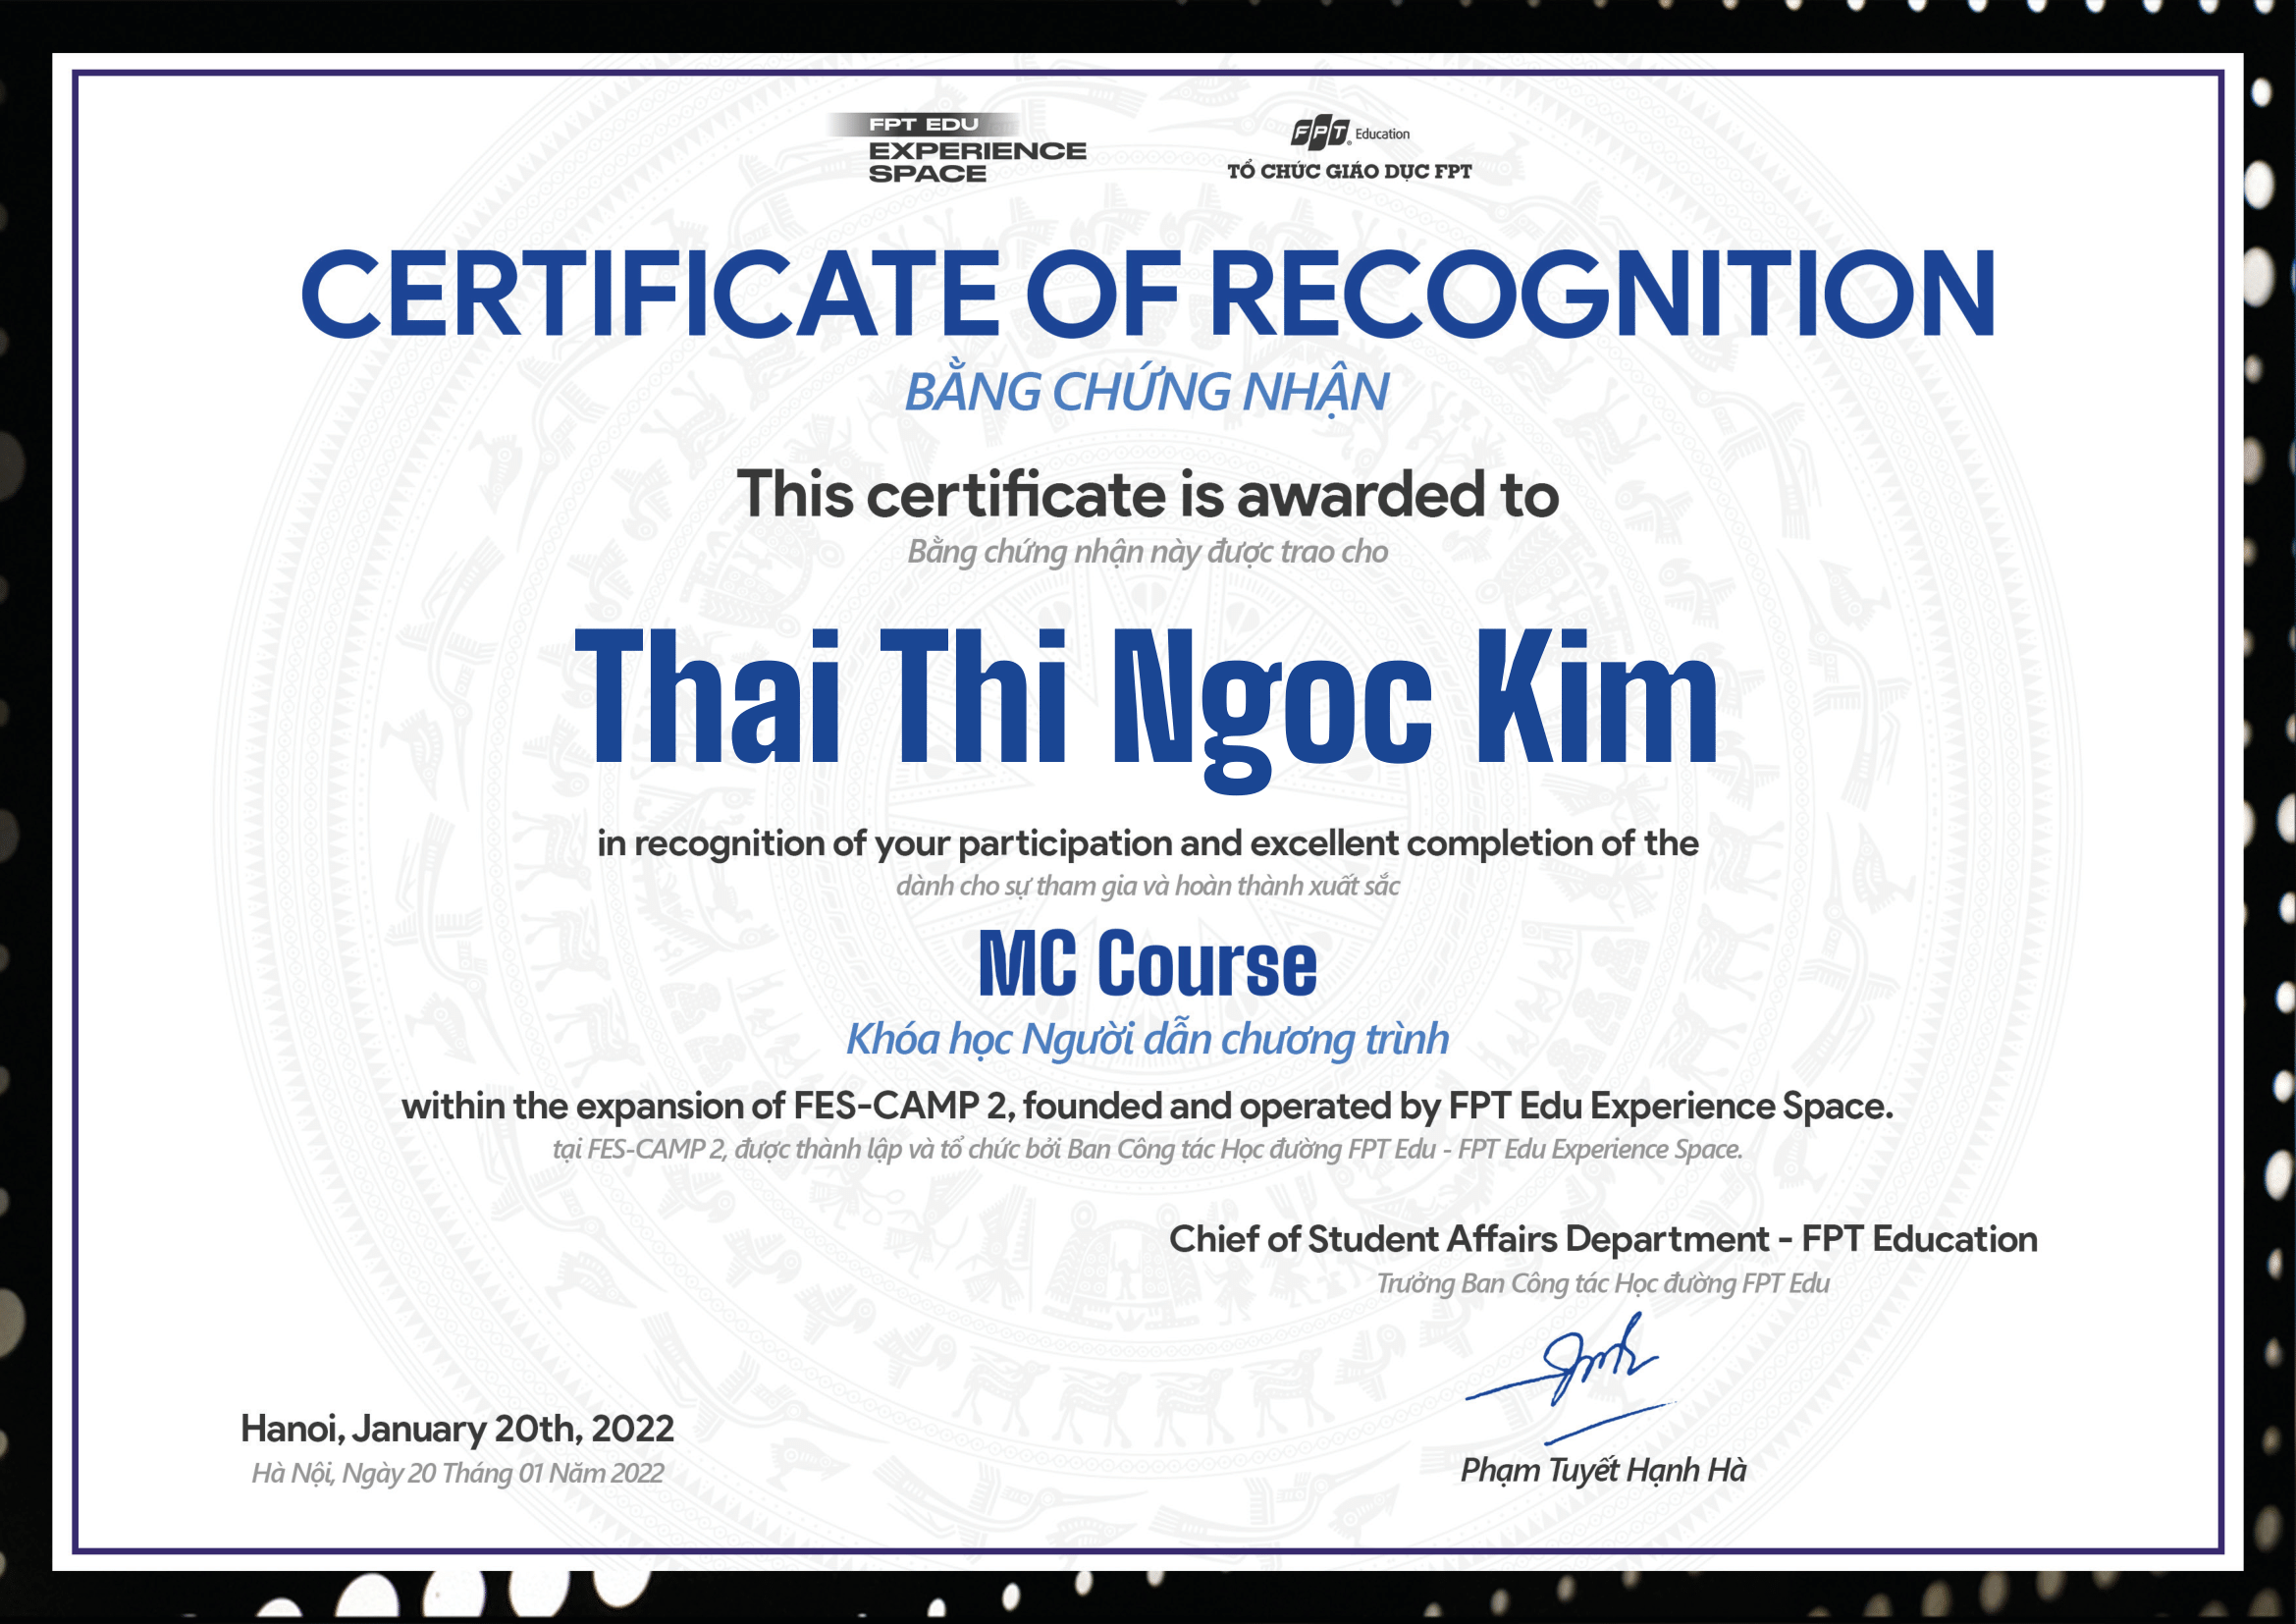 FPT EDU
EXPERIENCE
SPACE
FPT Education
TỔ CHỨC GIÁO DỤC FPT
CERTIFICATE OF RECOGNITION
BẰNG CHỨNG NHẬN
This certificate is awarded to
Bằng chứng nhận này được trao cho
Thai Thi Ngoc Kim
in recognition of your participation and excellent completion of the
dành cho sự tham gia và hoàn thành xuất sắc
MC Course
Khóa học Người dẫn chương trình
within the expansion of FES-CAMP 2, founded and operated by FPT Edu Experience Space.
tại FES-CAMP 2, được thành lập và tổ chức bởi Ban Công tác Học đường FPT Edu - FPT Edu Experience Space.
Chief of Student Affairs Department - FPT Education
Trưởng Ban Công tác Học đường FPT Edu
Hanoi, January 20th, 2022
Hà Nội, Ngày 20 Tháng 01 Năm 2022
Phạm Tuyết Hạnh Hà